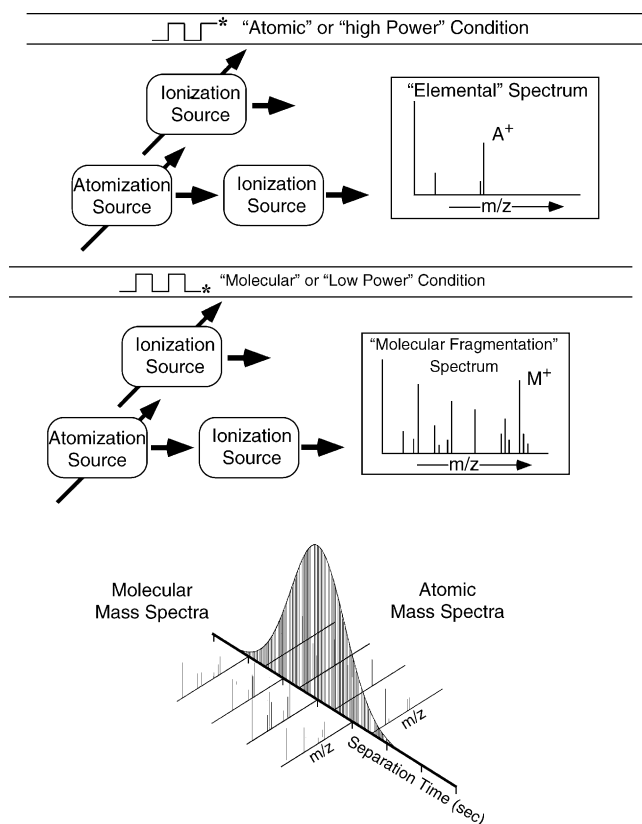 * “Atomic” or “high Power” Condition
Ionization
Source
Atomization
Source
Ionization
Source
“Elemental” Spectrum
A+
m/z
* “Molecular” or “Low Power” Condition
Ionization
Source
Atomization
Source
Ionization
Source
“Molecular Fragmentation”
Spectrum
M+
m/z
Molecular
Mass Spectra
Atomic
Mass Spectra
m/z
m/z
Separation Time (sec)